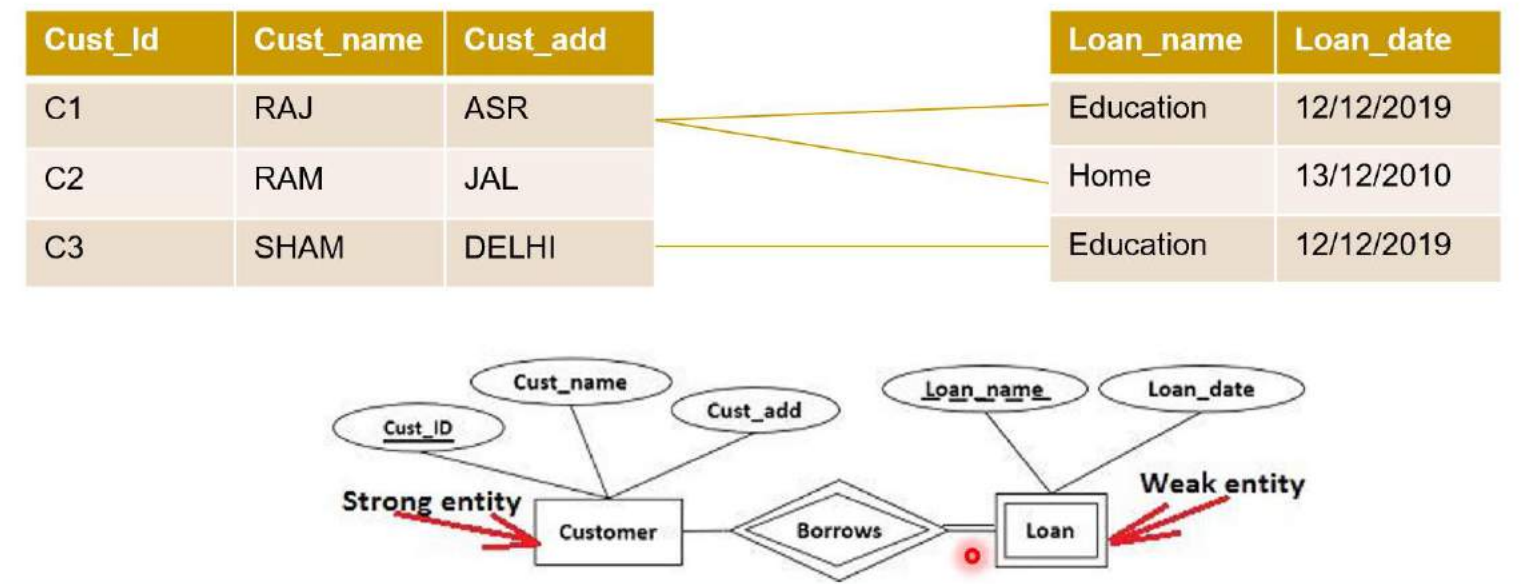 Cust_Id Cust_name Cust_add Loan_name Loan_date
C1 RAJ ASR Education 12/12/2019
C2 RAM JAL Home 13/12/2010
C3 SHAM DELHI Education 12/12/2019
Cust_name
Loan_name
Loan_date
Cust_add
Cust_ID
Strong entity
Weak entity
Customer
Borrows
Loan